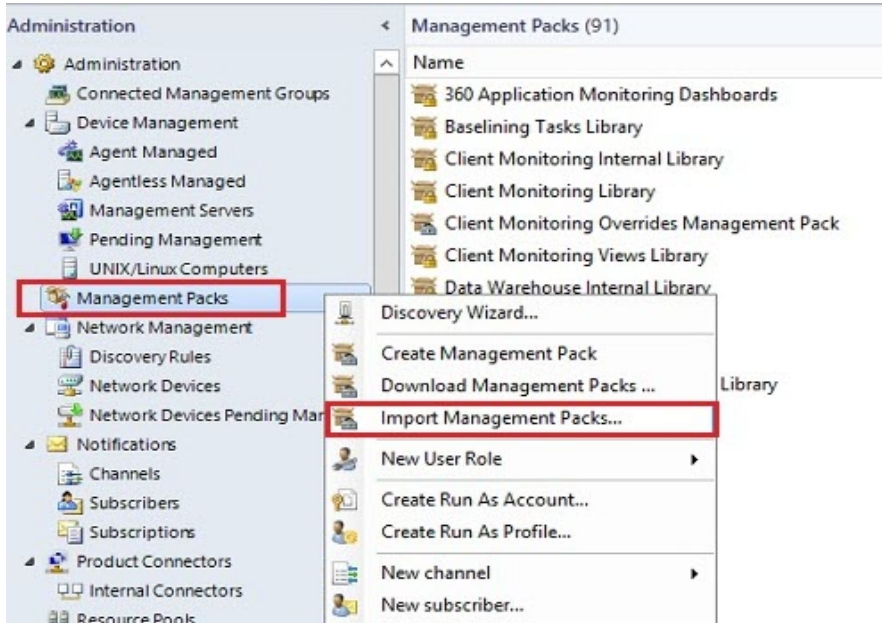 Administration
Administration
Connected Management Groups
Device Management
Agent Managed
Agentless Managed
Management Servers
Pending Management
UNIX/Linux Computers
Management Packs
Network Management
Discovery Rules
Network Devices
Network Devices Pending Mar
Notifications
Channels
Subscribers
Subscriptions
Product Connectors
Internal Connectors
Resource Pools
Management Packs (91)
Name
360 Application Monitoring Dashboards
Baselining Tasks Library
Client Monitoring Internal Library
Client Monitoring Library
Client Monitoring Overrides Management Pack
Client Monitoring Views Library
Data Warehouse Internal Library
Library
Discovery Wizard...
Create Management Pack
Download Management Packs ...
Import Management Packs...
New User Role
Create Run As Account...
Create Run As Profile...
New channel
New subscriber...